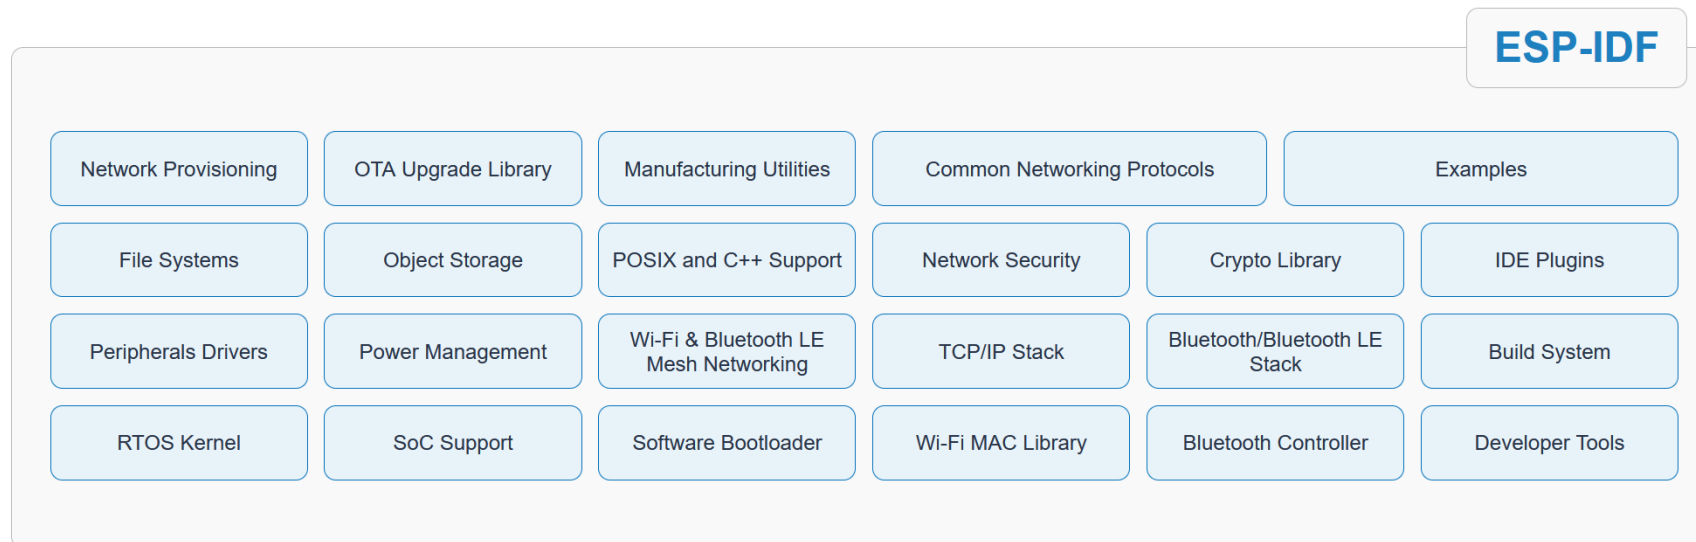 ESP-IDF
Network Provisioning
OTA Upgrade Library
Manufacturing Utilities
Common Networking Protocols
Examples
File Systems
Object Storage
POSIX and C++ Support
Network Security
Crypto Library
IDE Plugins
Peripherals Drivers
Power Management
Wi-Fi & Bluetooth LE
Mesh Networking
TCP/IP Stack
Bluetooth/Bluetooth LE
Stack
Build System
RTOS Kernel
SoC Support
Software Bootloader
Wi-Fi MAC Library
Bluetooth Controller
Developer Tools